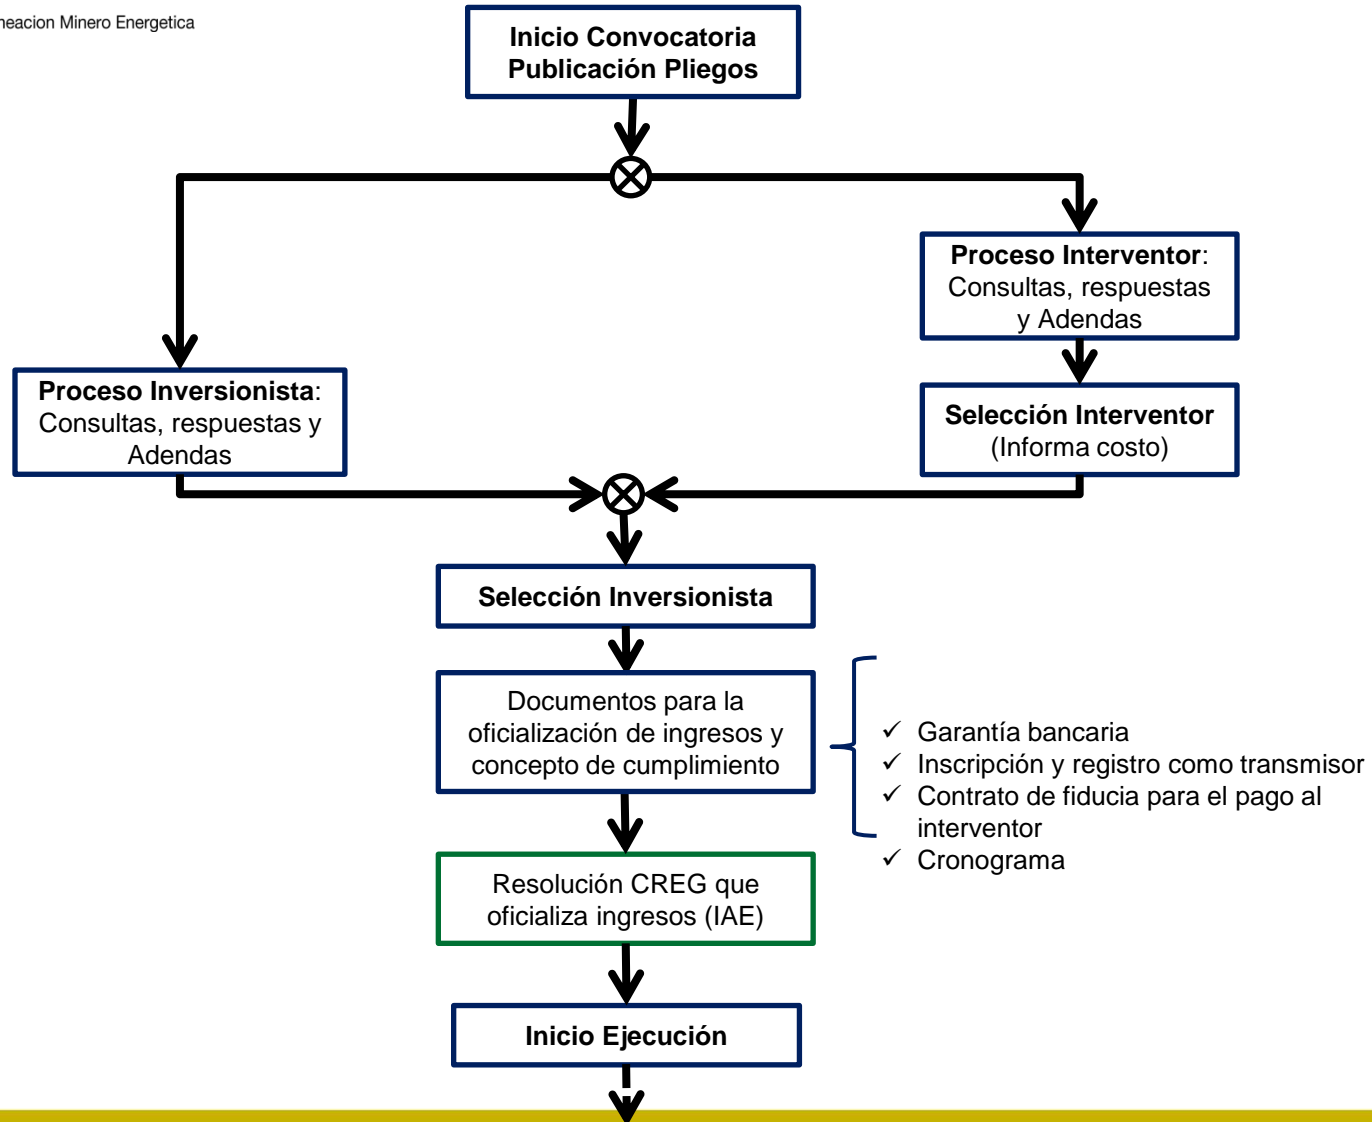 Minero Energetica
Inicio Convocatoria
Publicación Pliegos
Proceso Interventor:
Consultas, respuestas
y Adendas
Proceso Inversionista:
Consultas, respuestas y
Adendas
Selección Interventor
(Informa costo)
Selección Inversionista
Documentos para la
oficialización de ingresos y
concepto de cumplimiento
✓ Garantía bancaria
✓ Inscripción y registro como transmisor
✓ Contrato de fiducia para el pago al
interventor
✓ Cronograma
Resolución CREG que
oficializa ingresos (IAE)
Inicio Ejecución